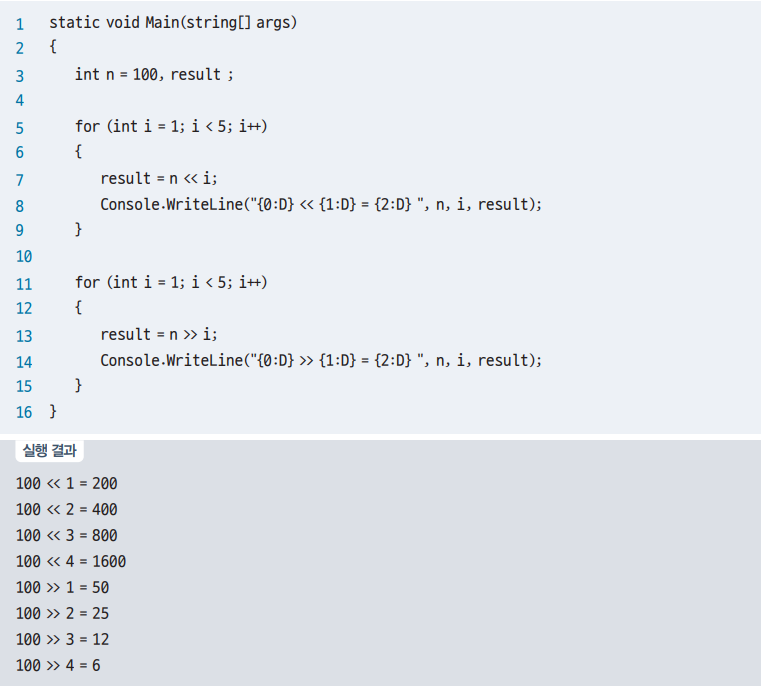 1 static void Main(string[] args)
2 {
3 int n = 100, result ;
4
5 for (int i = 1; i < 5; i++)
6 {
7 result = n << i;
8 Console.WriteLine("{0:D} << {1:D} = {2:D} ", n, i, result);
9 }
10
11 for (int i = 1; i < 5; i++)
12 {
13 result = n >> i;
14 Console.WriteLine("{0:D} >> {1:D} = {2:D} ", n, i, result);
15 }
16 }
실행 결과
100 << 1 = 200
100 << 2 = 400
100 << 3 = 800
100 << 4 = 1600
100 >> 1 = 50
100 >> 2 = 25
100 >> 3 = 12
100 >> 4 = 6